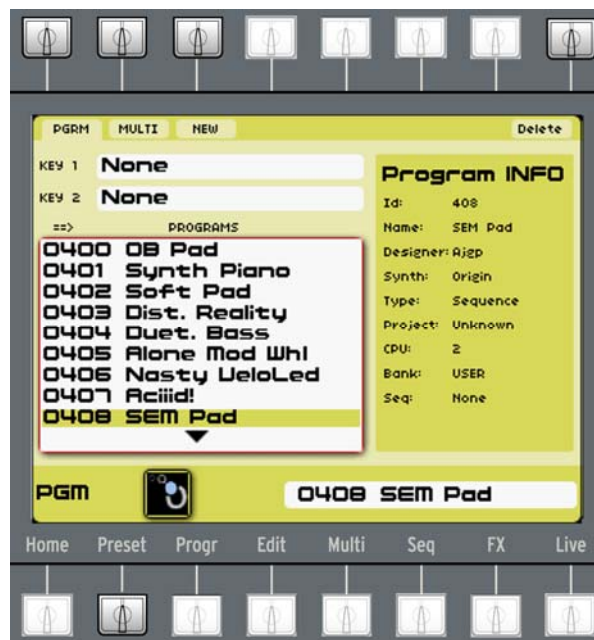 PGRM MULTI NEW Delete
KEY 1 None
KEY 2 None
==> PROGRAMS
0400 OB Pad
0401 Synth Piano
0402 Soft Pad
0403 Dist. Reality
0404 Duet. Bass
0405 Alone Mod Whl
0406 Nasty VeloLed
0407 Aciiid!
0408 SEM Pad
Program INFO
Id: 408
Name: SEM Pad
Designer: Ajgp
Synth: Origin
Type: Sequence
Project: Unknown
CPU: 2
Bank: USER
Seq: None
PGM 0408 SEM Pad
Home Preset Progr Edit Multi Seq FX Live